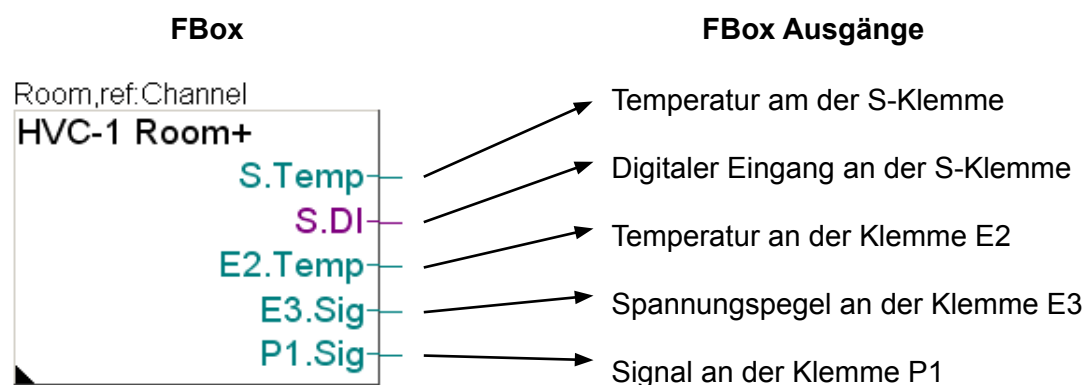 FBox
FBox Ausgänge
Room,ref:Channel
HVC-1 Room+
S.Temp
Temperatur am der S-Klemme
S.DI
Digitaler Eingang an der S-Klemme
E2.Temp
Temperatur an der Klemme E2
E3.Sig
Spannungspegel an der Klemme E3
P1.Sig
Signal an der Klemme P1